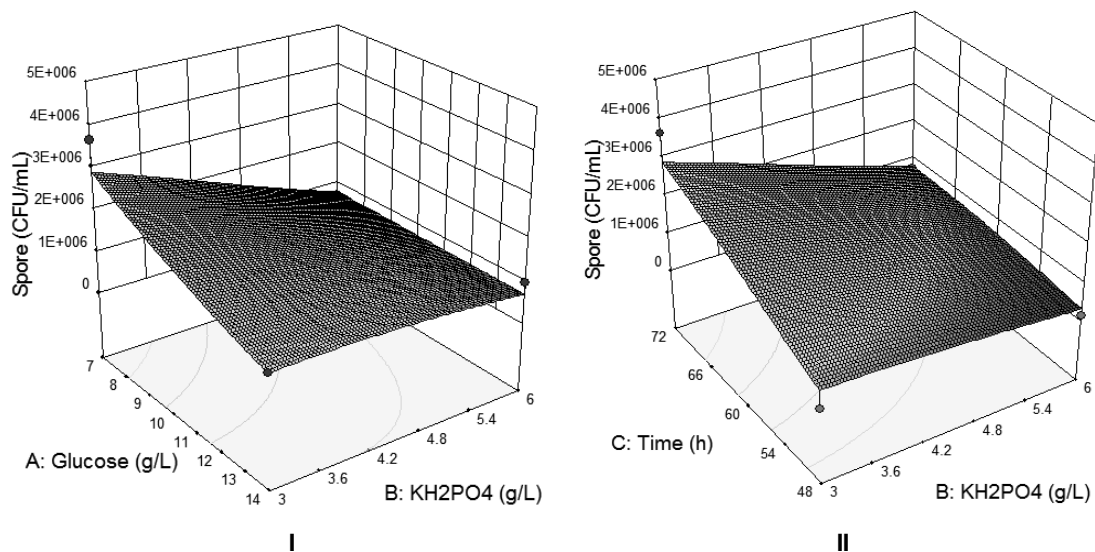 5E+006
4E+006
3E+006
2E+006
1E+006
0
Spore (CFU/mL)
7
8
9
10
11
12
13
14
A: Glucose (g/L)
3
3.6
4.2
4.8
5.4
6
B: KH2PO4 (g/L)
I
5E+006
4E+006
3E+006
2E+006
1E+006
0
Spore (CFU/mL)
72
66
60
54
48
C: Time (h)
3
3.6
4.2
4.8
5.4
6
B: KH2PO4 (g/L)
II